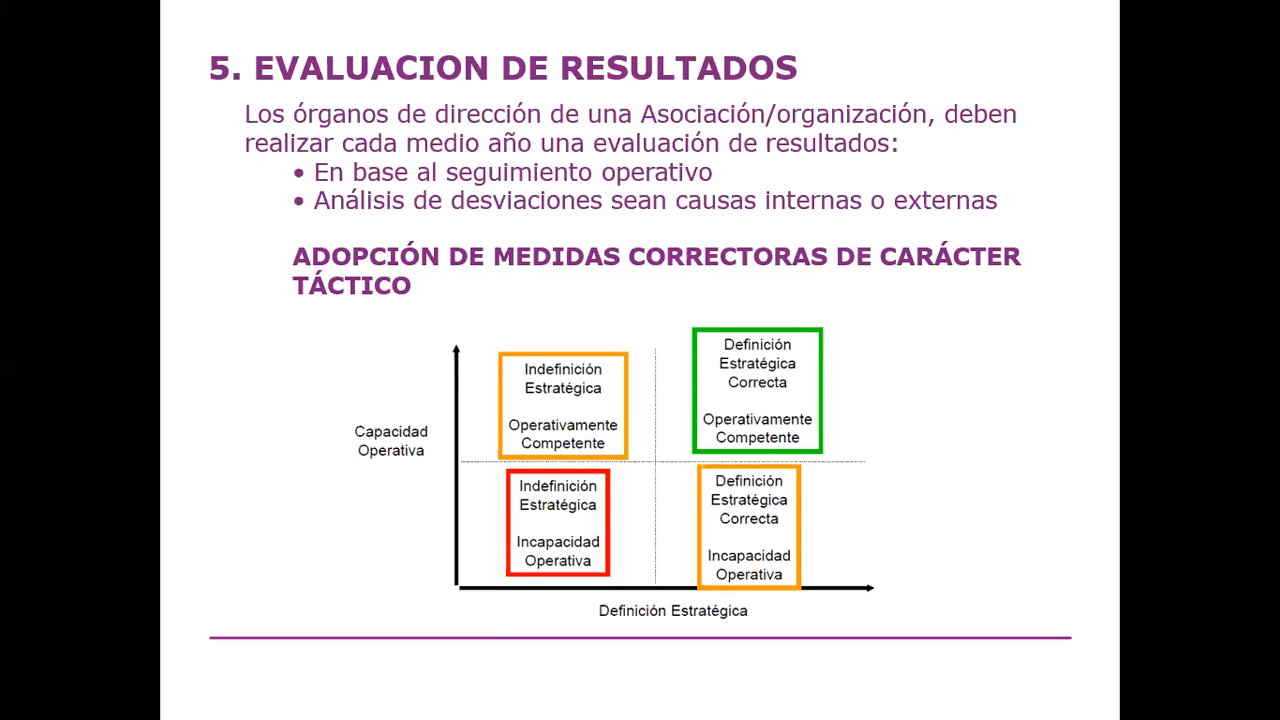 5. EVALUACION DE RESULTADOS
Los órganos de dirección de una Asociación/organización, deben
realizar cada medio año una evaluación de resultados:
• En base al seguimiento operativo
• Análisis de desviaciones sean causas internas o externas
ADOPCIÓN DE MEDIDAS CORRECTORAS DE CARÁCTER
TÁCTICO
Capacidad
Operativa
Indefinición
Estratégica
Operativamente
Competente
Definición
Estratégica
Correcta
Operativamente
Competente
Indefinición
Estratégica
Incapacidad
Operativa
Definición
Estratégica
Correcta
Incapacidad
Operativa
Definición Estratégica